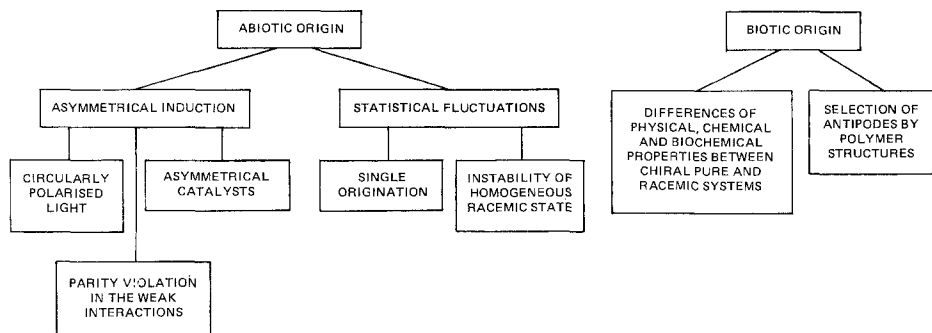 ABIOTIC ORIGIN
BIOTIC ORIGIN
ASYMMETRICAL INDUCTION
STATISTICAL FLUCTUATIONS
DIFFERENCES OF
PHYSICAL, CHEMICAL
AND BIOCHEMICAL
PROPERTIES BETWEEN
CHIRAL PURE AND
RACEMIC SYSTEMS
SELECTION OF
ANTIPODES BY
POLYMER
STRUCTURES
CIRCULARLY
POLARISED
LIGHT
ASYMMETRICAL
CATALYSTS
SINGLE
ORIGINATION
INSTABILITY OF
HOMOGENEOUS
RACEMIC STATE
PARITY VIOLATION
IN THE WEAK
INTERACTIONS